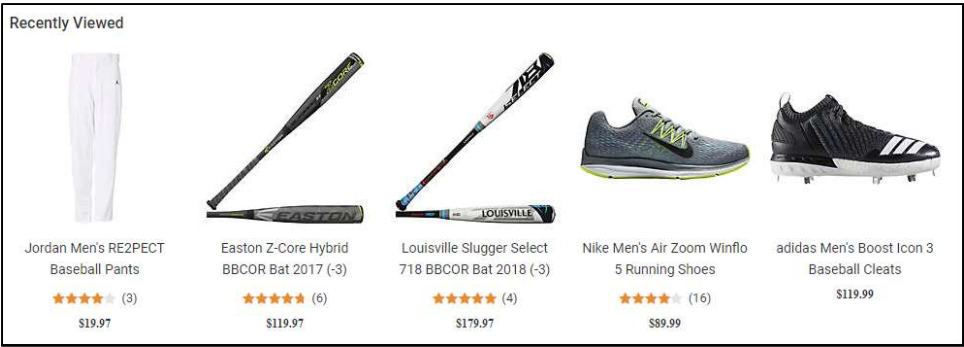 Recently Viewed
CORE
SELECT
EASTON
LOUISVILLE
Jordan Men's RE2PECT
Baseball Pants
(3)
$19.97
Easton Z-Core Hybrid
BBCOR Bat 2017 (-3)
(6)
$119.97
Louisville Slugger Select
718 BBCOR Bat 2018 (-3)
(4)
$179.97
Nike Men's Air Zoom Winflo
5 Running Shoes
(16)
$89.99
adidas Men's Boost Icon 3
Baseball Cleats
$119.99